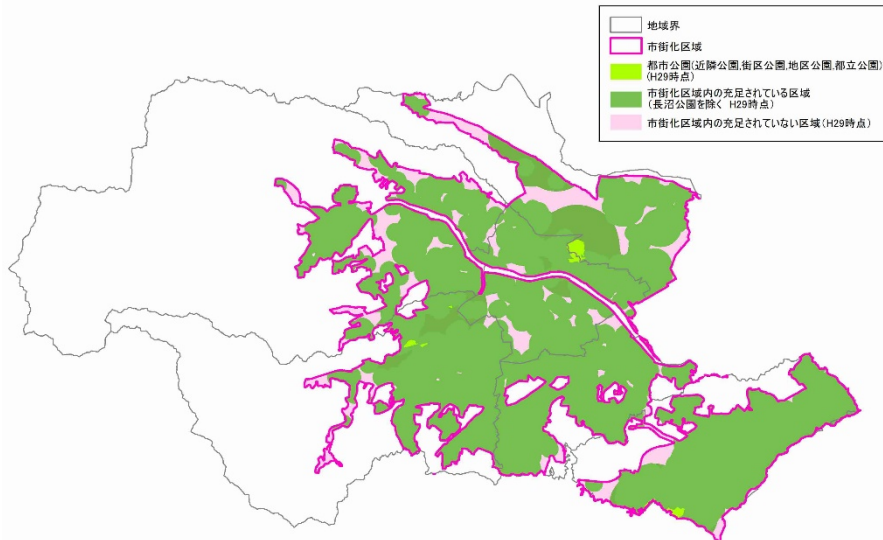 地域界
市街化区域
都市公園(近隣公園,街区公園,地区公園,都立公園)
(H29時点)
市街化区域内の充足されている区域
(長沼公園を除く H29時点)
市街化区域内の充足されていない区域(H29時点)